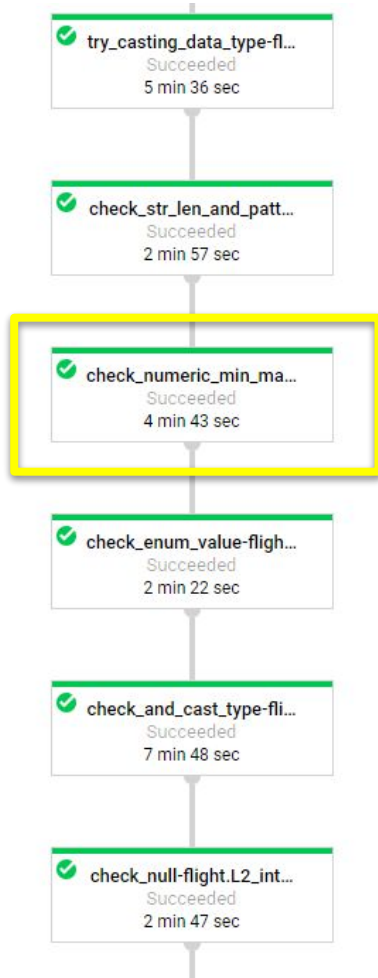 try_casting_data_type-fl...
Succeeded
5 min 36 sec
check_str_len_and_patt...
Succeeded
2 min 57 sec
check_numeric_min_ma...
Succeeded
4 min 43 sec
check_enum_value-fligh...
Succeeded
2 min 22 sec
check_and_cast_type-fli...
Succeeded
7 min 48 sec
check_null-flight.L2_int...
Succeeded
2 min 47 sec